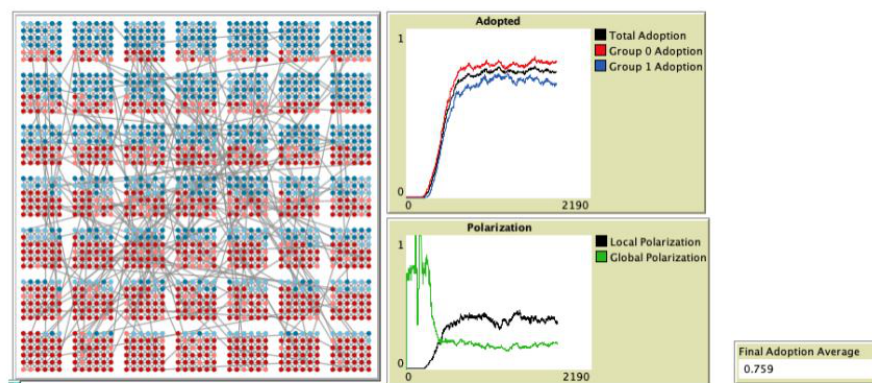 Adopted
1
0
0
2190
Total Adoption
Group 0 Adoption
Group 1 Adoption
Polarization
1
0
0
2190
Local Polarization
Global Polarization
Final Adoption Average
0.759